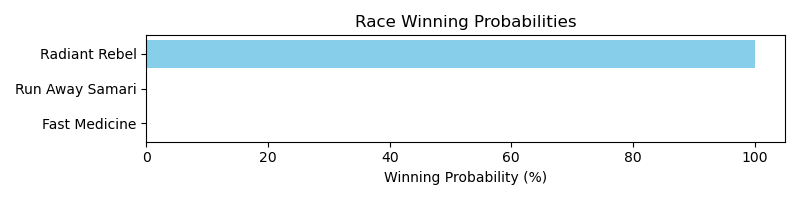 Race Winning Probabilities
Radiant Rebel
Run Away Samari
Fast Medicine
0 20 40 60 80 100
Winning Probability (%)